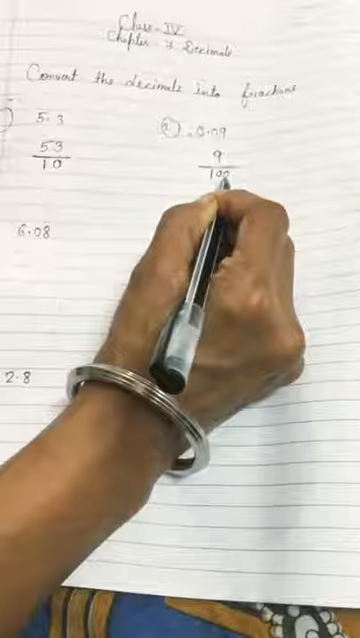 Class-IV
Chapter 7 Decimals
Convert the decimals into fractions
) 5.3
53
10
(2) 0.09
9
100
6.08
2.8